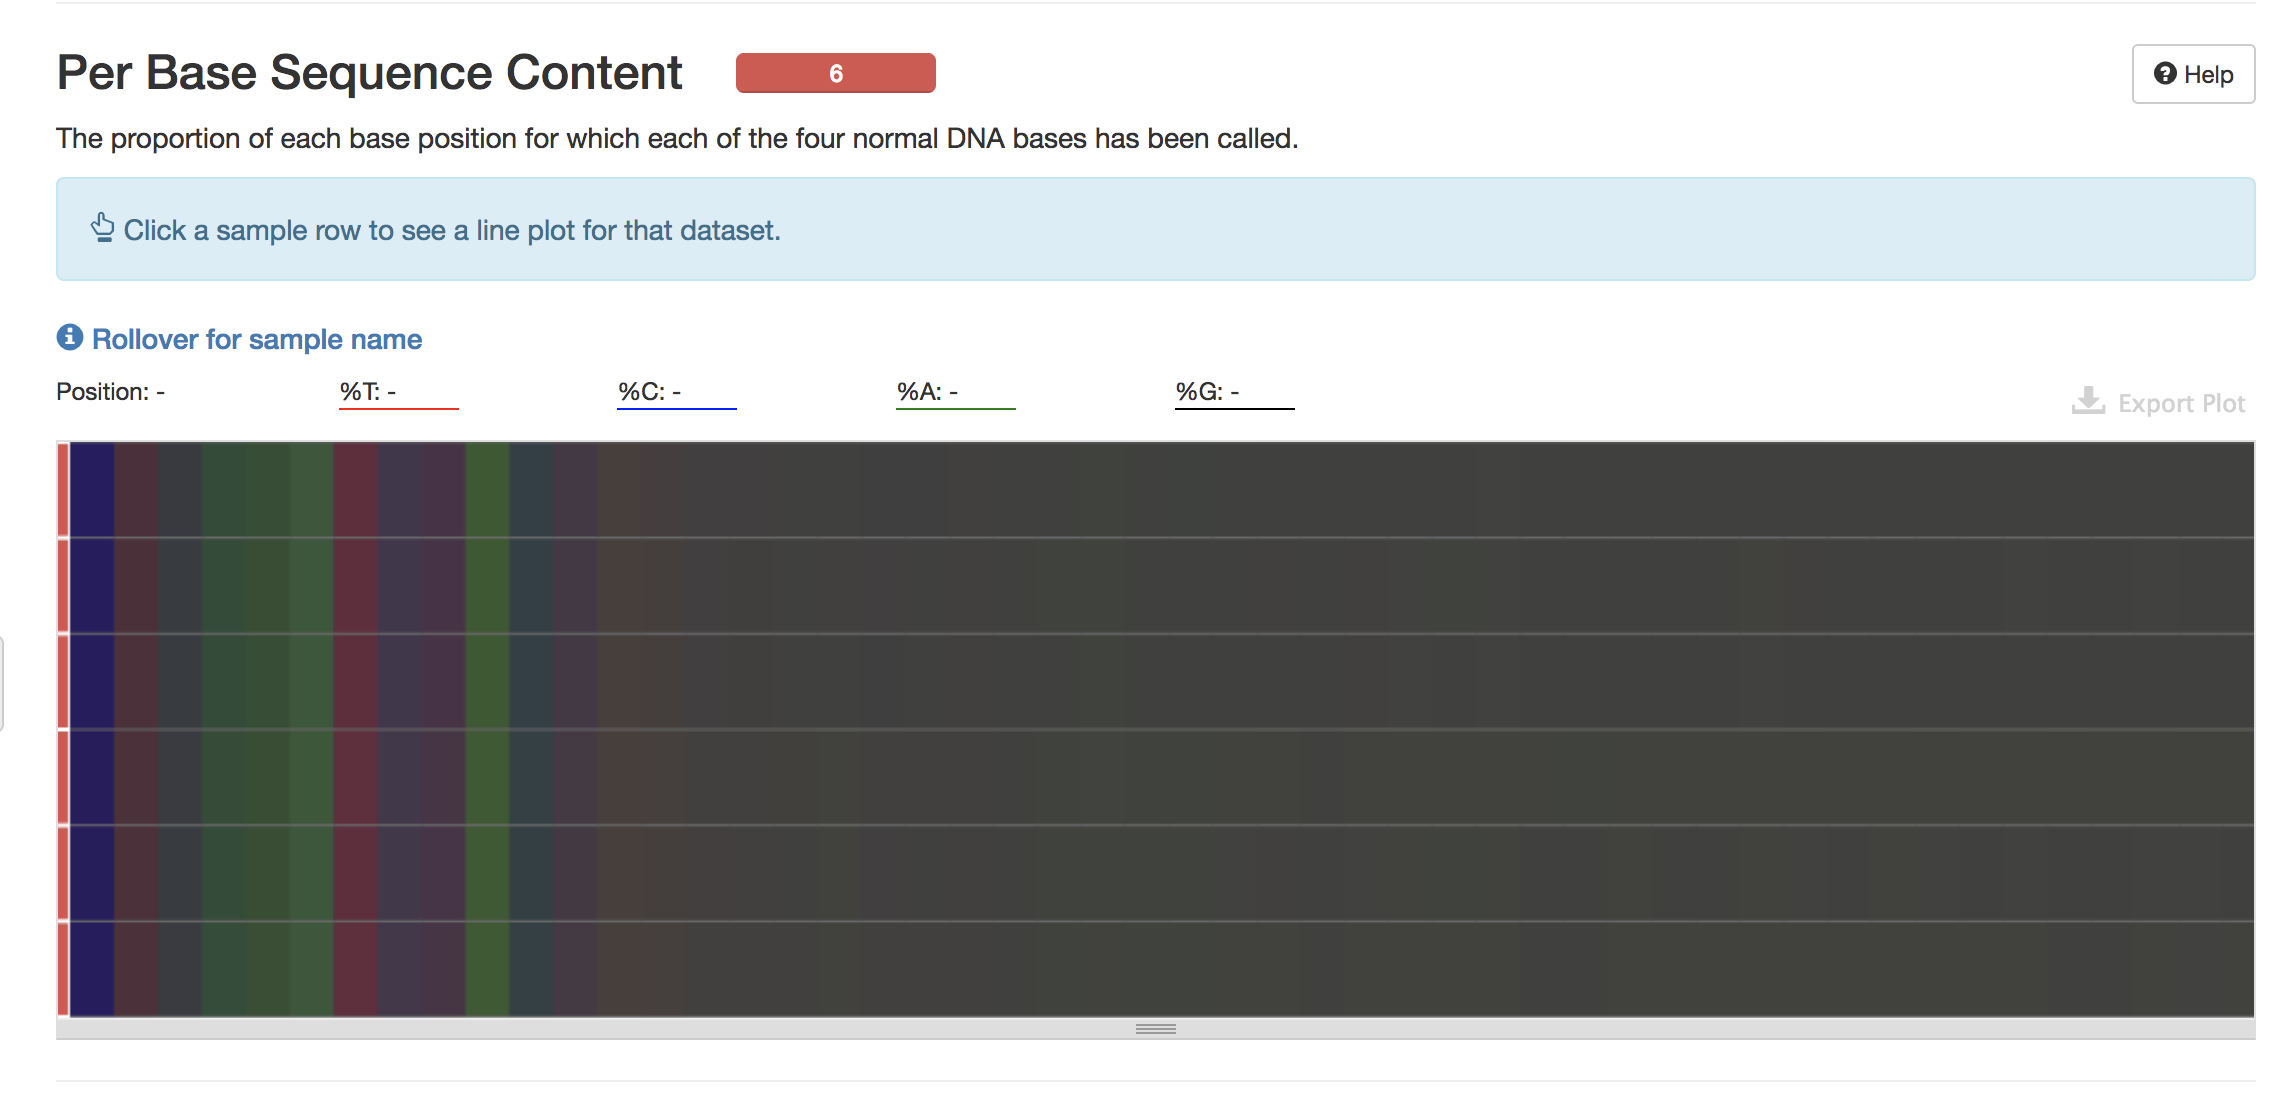 Per Base Sequence Content 6 Help
The proportion of each base position for which each of the four normal DNA bases has been called.
Click a sample row to see a line plot for that dataset.
Rollover for sample name
Position: - %T: - %C: - %A: - %G: - Export Plot